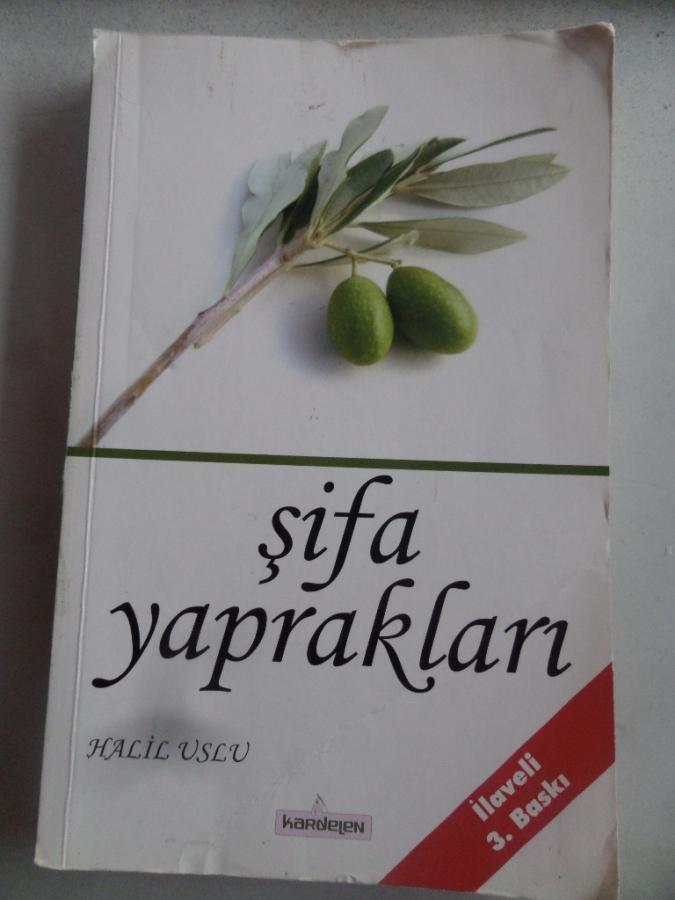 şifa
yaprakları
HALİL USLU
kardelen
İlaveli
3. Baskı